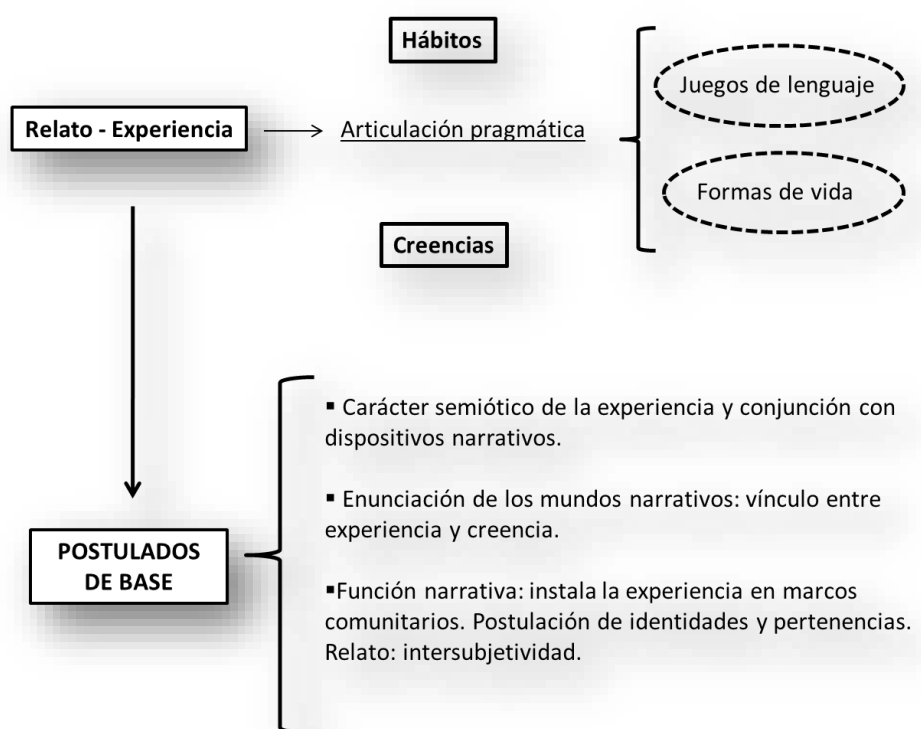 Hábitos
Juegos de lenguaje
Relato - Experiencia
Articulación pragmática
Formas de vida
Creencias
▪ Carácter semiótico de la experiencia y conjunción con
dispositivos narrativos.
▪ Enunciación de los mundos narrativos: vínculo entre
experiencia y creencia.
POSTULADOS
DE BASE
▪Función narrativa: instala la experiencia en marcos
comunitarios. Postulación de identidades y pertenencias.
Relato: intersubjetividad.